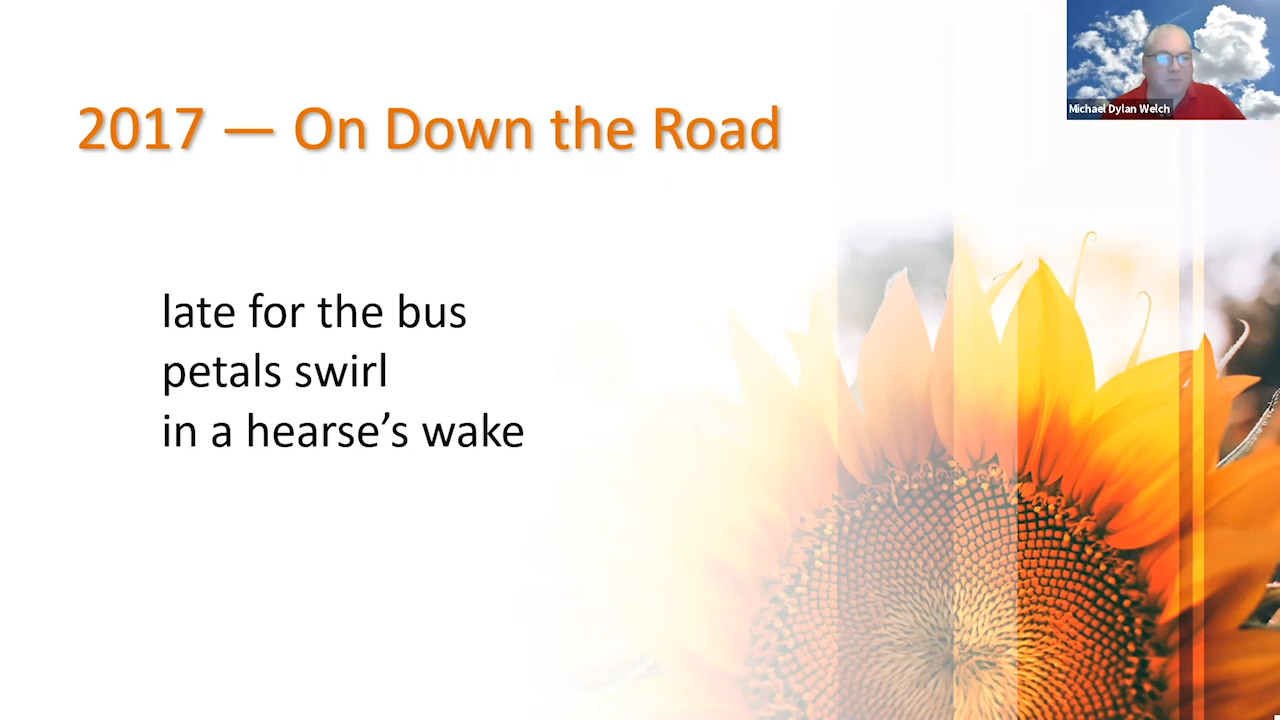 2017 — On Down the Road
Michael Dylan Welch
late for the bus
petals swirl
in a hearse’s wake